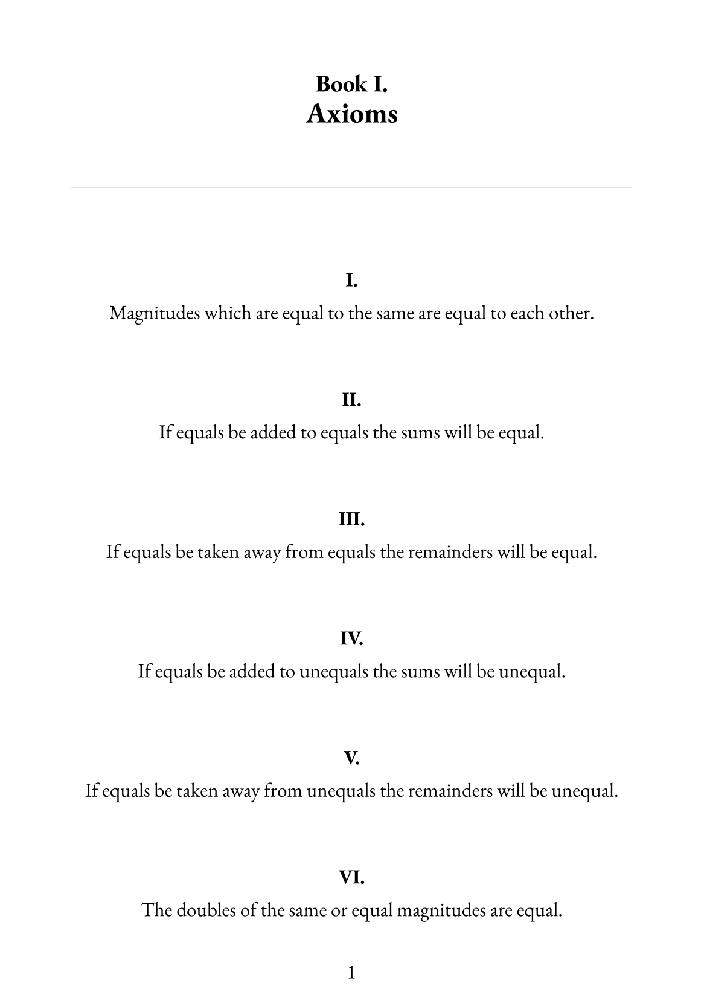 Book I.
Axioms
I.
Magnitudes which are equal to the same are equal to each other.
II.
If equals be added to equals the sums will be equal.
III.
If equals be taken away from equals the remainders will be equal.
IV.
If equals be added to unequals the sums will be unequal.
V.
If equals be taken away from unequals the remainders will be unequal.
VI.
The doubles of the same or equal magnitudes are equal.
1